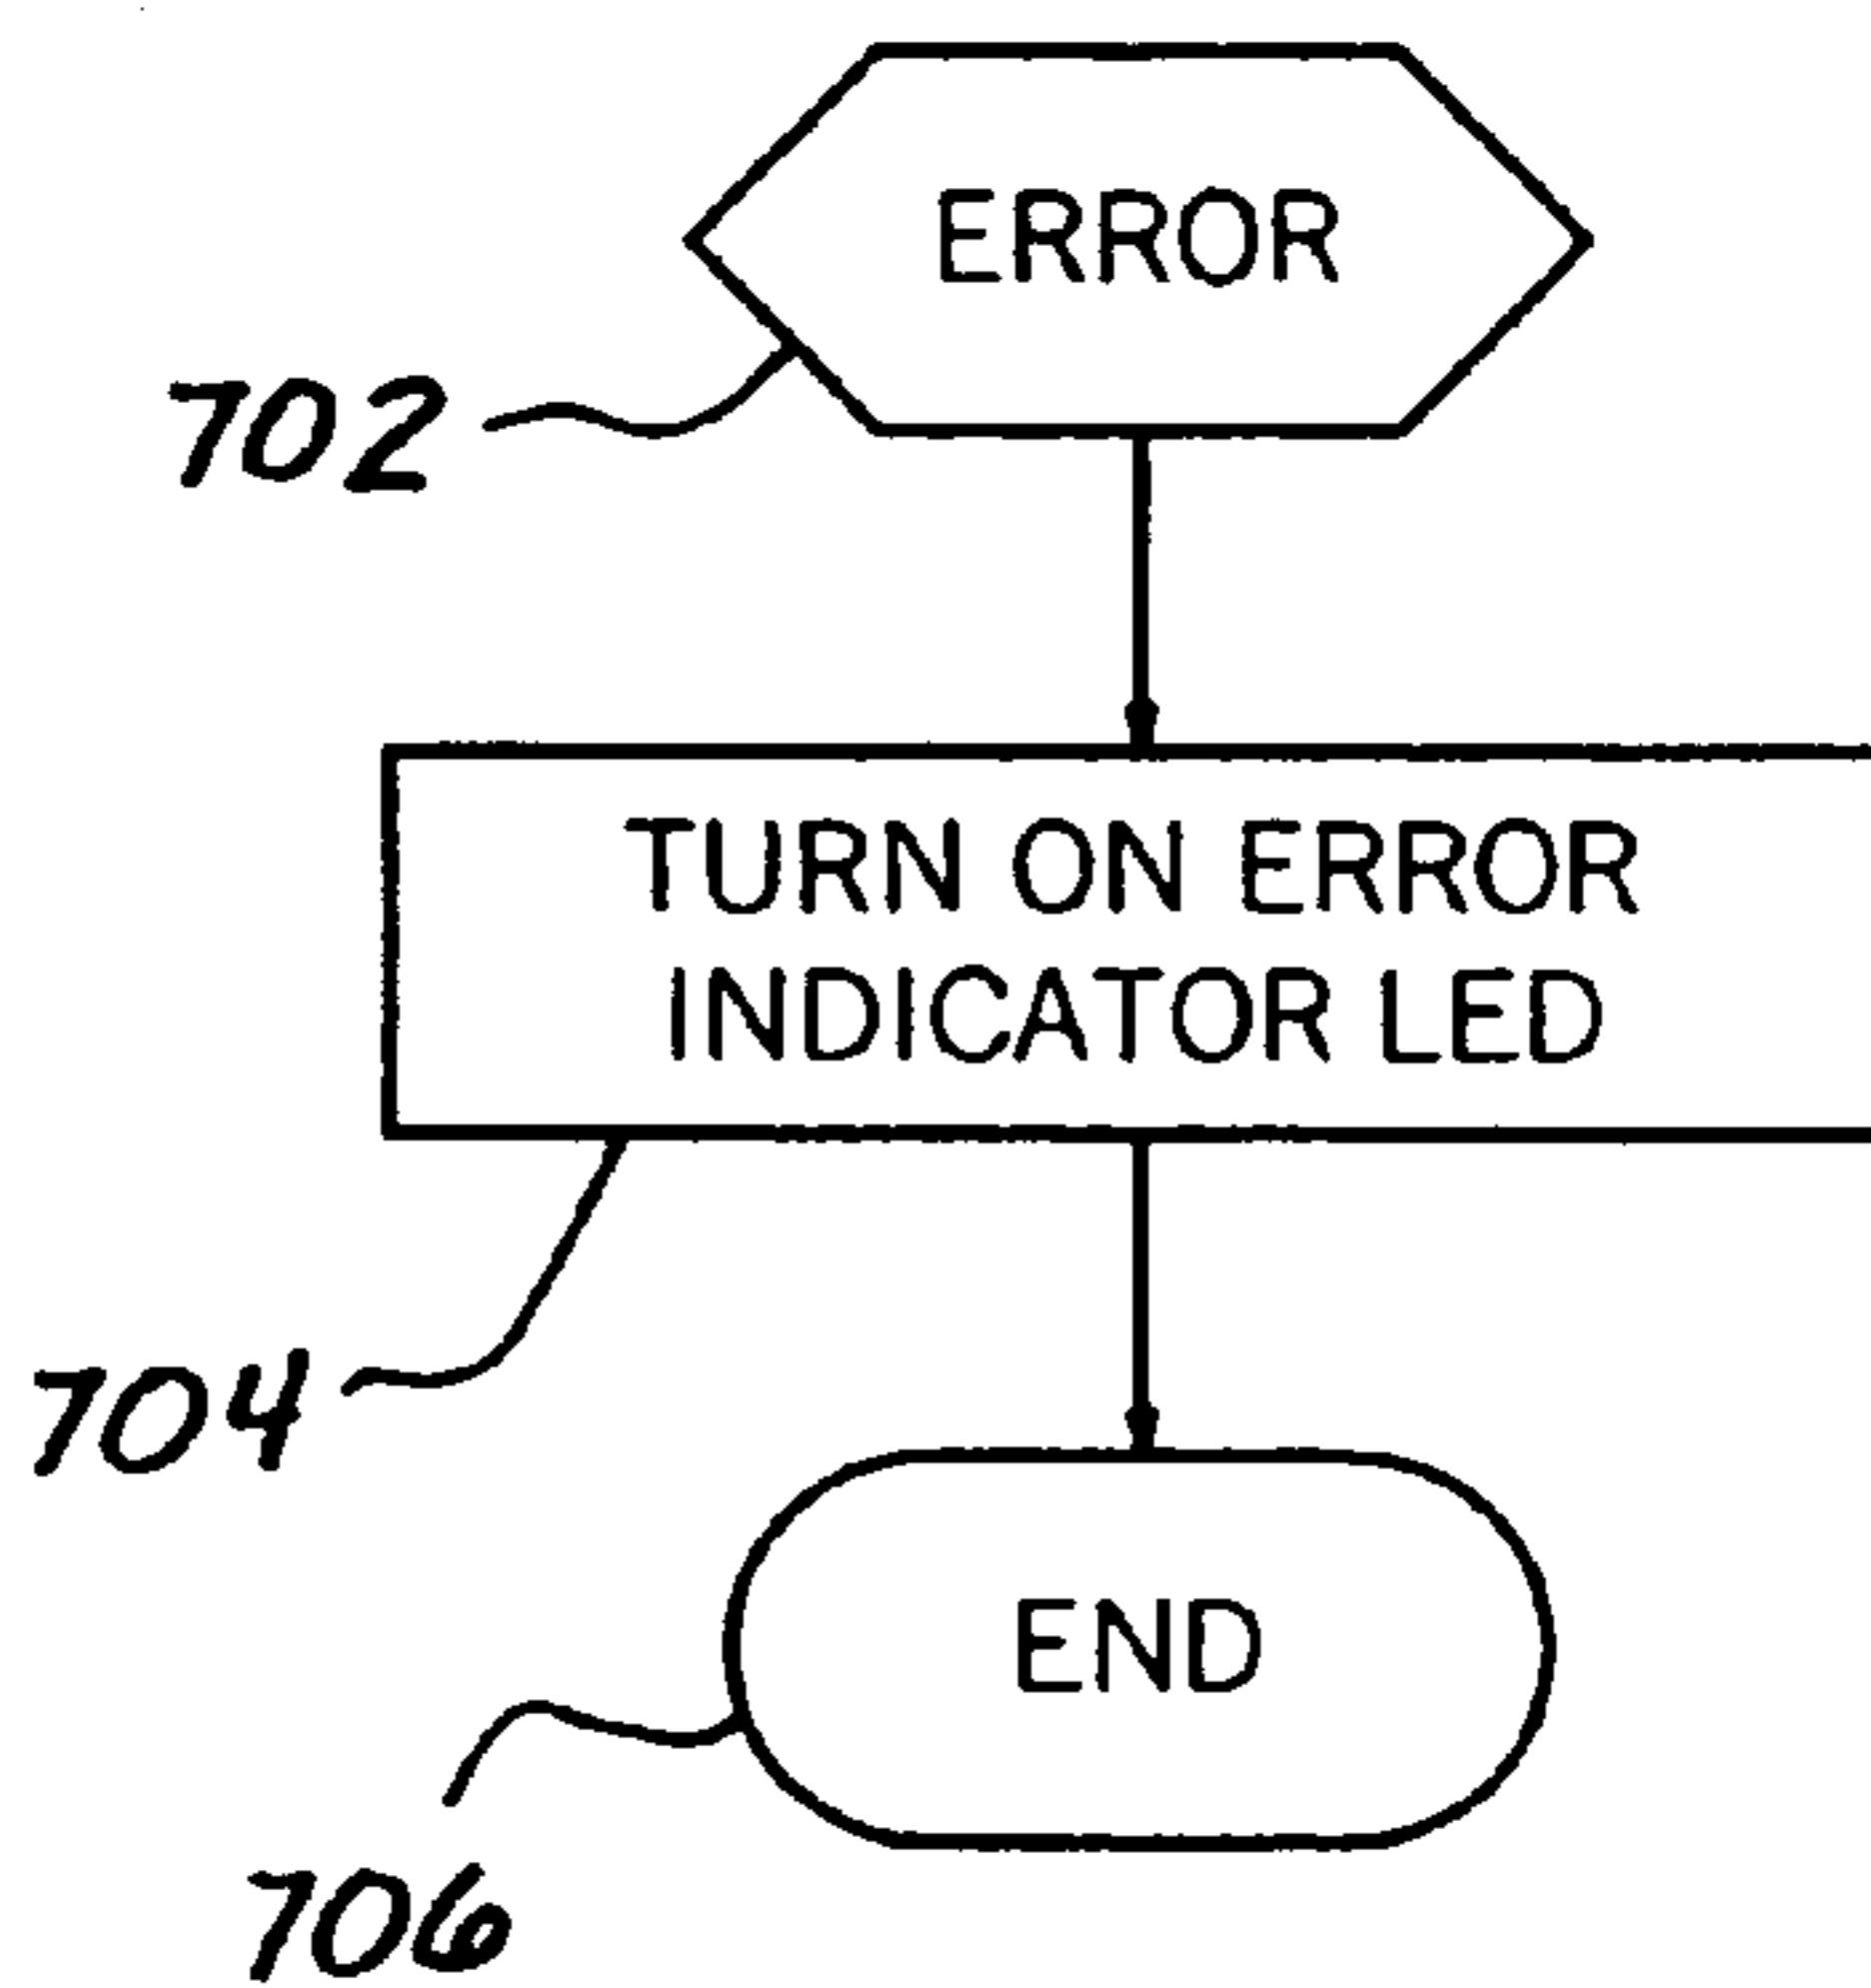 ERROR
702
TURN ON ERROR
INDICATOR LED
704
END
706